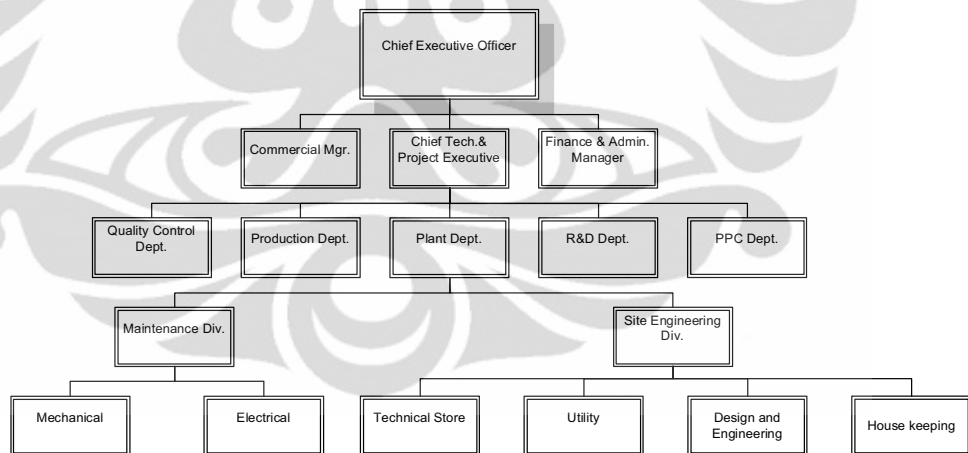 Chief Executive Officer
Commercial Mgr.
Chief Tech.&
Project Executive
Finance & Admin.
Manager
Quality Control
Dept.
Production Dept.
Plant Dept.
R&D Dept.
PPC Dept.
Maintenance Div.
Site Engineering
Div.
Mechanical
Electrical
Technical Store
Utility
Design and
Engineering
House keeping